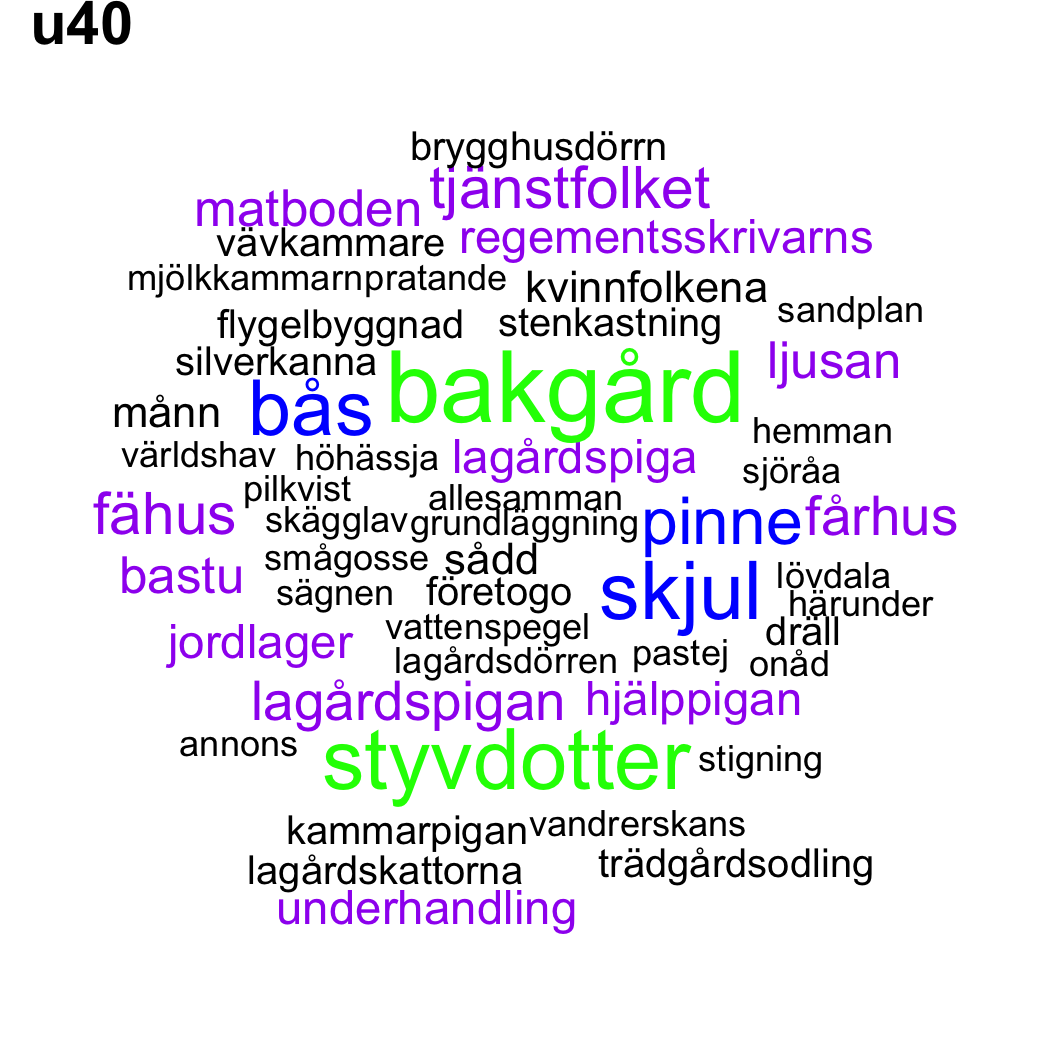 u40
brygghusdörrn
tjänstfolket
matboden
regementsskrivarns
vävkammare
mjölkkammarnpratande
kvinnfolkena
sandplan
flygelbyggnad
stenkastning
silverkanna
ljusan
bakgård
bås
månn
hemman
världshav
höhässja
lagårdspiga
sjöråa
pilkvist
allesamman
fähus
skägglav
grundläggning
pinne
fårhus
smågosse
sådd
bastu
sägnen
företogo
skjul
lövdala
härunder
jordlager
vattenspegel
dräll
lagårdsdörren
pastej
onåd
lagårdspigan
hjälppigan
annons
styvdotter
stigning
kammarpigan
vandrerskans
lagårdskattorna
trädgårdsodling
underhandling